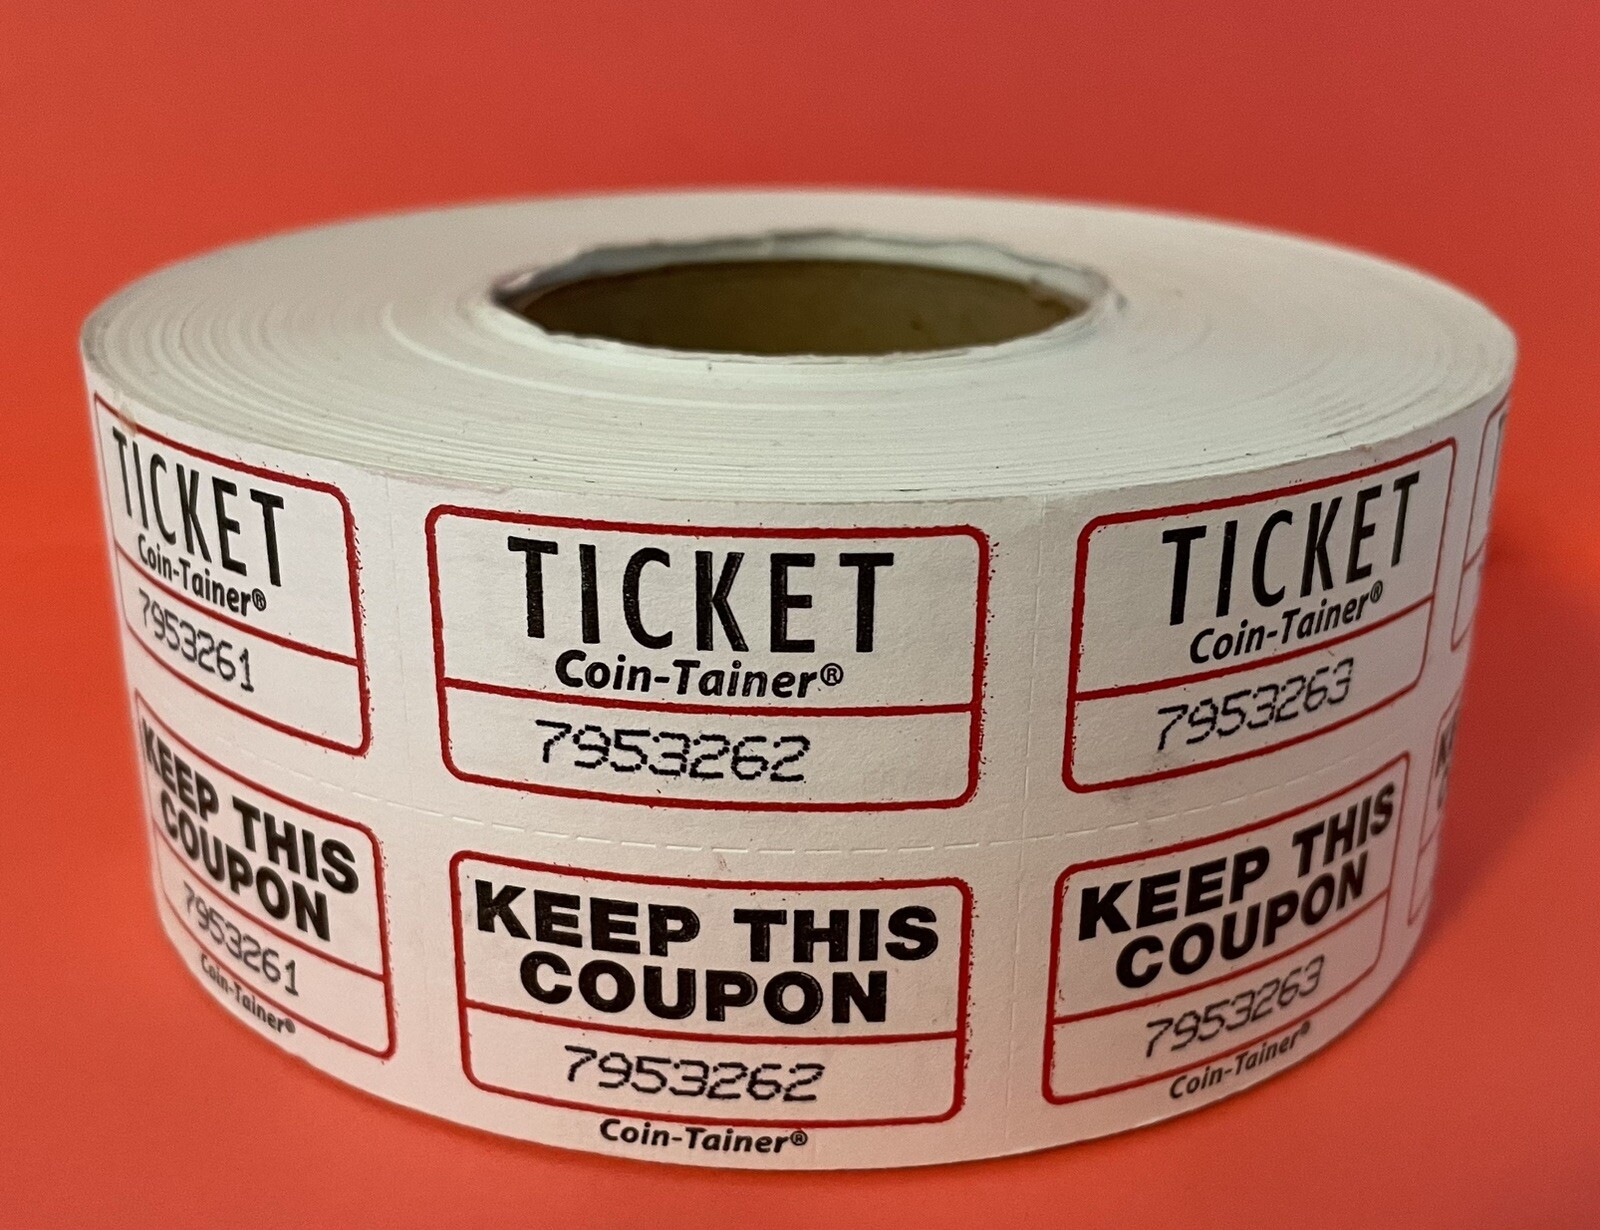 TICKET
Coin-Tainer®
7953261
KEEP THIS
COUPON
7953261
Coin-Tainer®
TICKET
Coin-Tainer®
7953262
KEEP THIS
COUPON
7953262
Coin-Tainer®
TICKET
Coin-Tainer®
7953263
KEEP THIS
COUPON
7953263
Coin-Tainer®